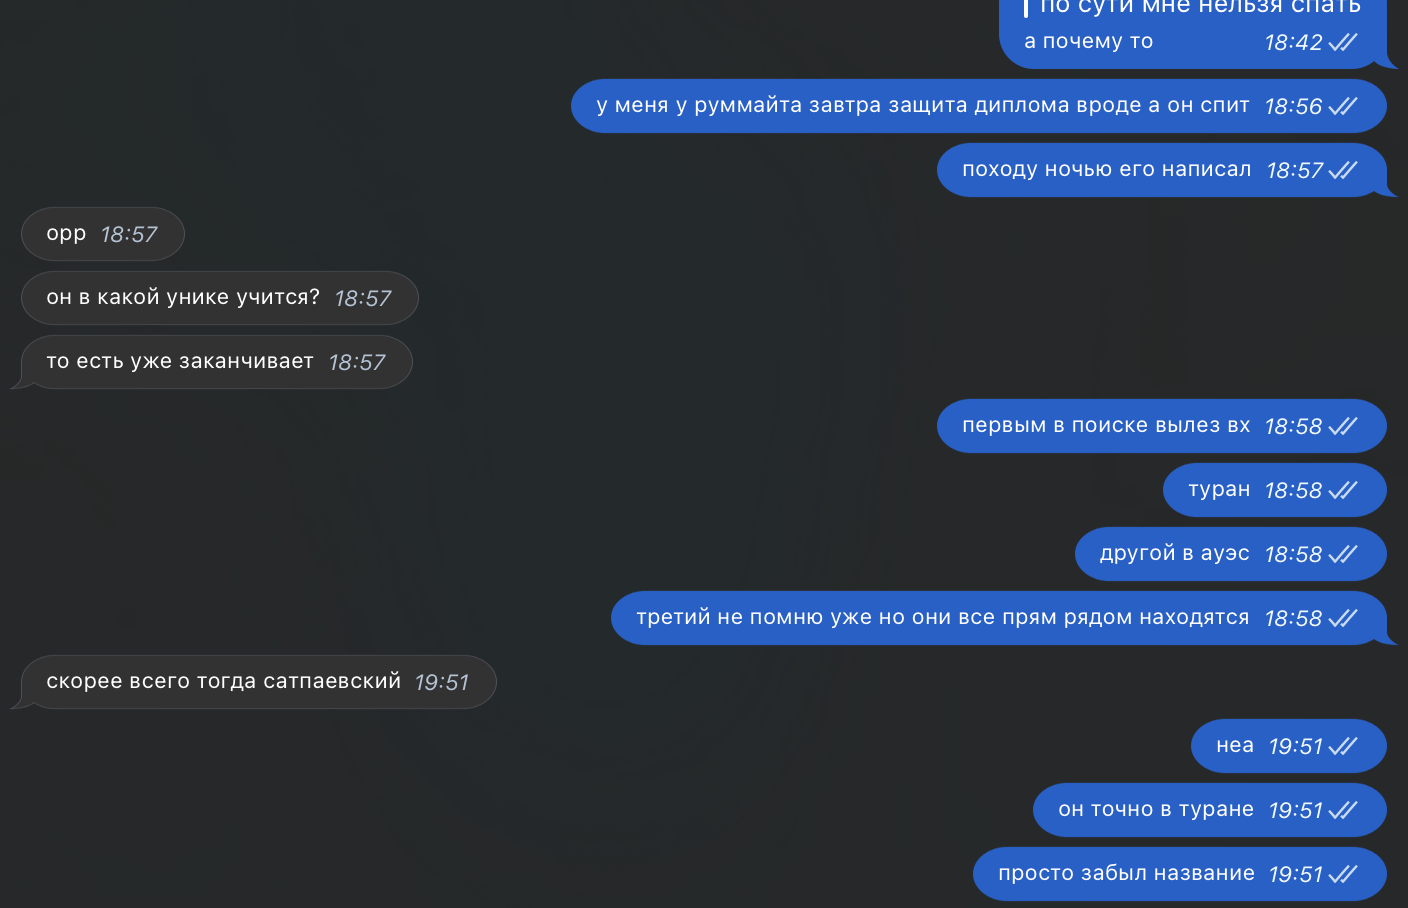 по сути мне нельзя спать
а почему то 18:42
у меня у руммайта завтра защита диплома вроде а он спит 18:56
походу ночью его написал 18:57
орр 18:57
он в какой унике учится? 18:57
то есть уже заканчивает 18:57
первым в поиске вылез вх 18:58
туран 18:58
другой в ауэс 18:58
третий не помню уже но они все прям рядом находятся 18:58
скорее всего тогда сатпаевский 19:51
неа 19:51
он точно в туране 19:51
просто забыл название 19:51